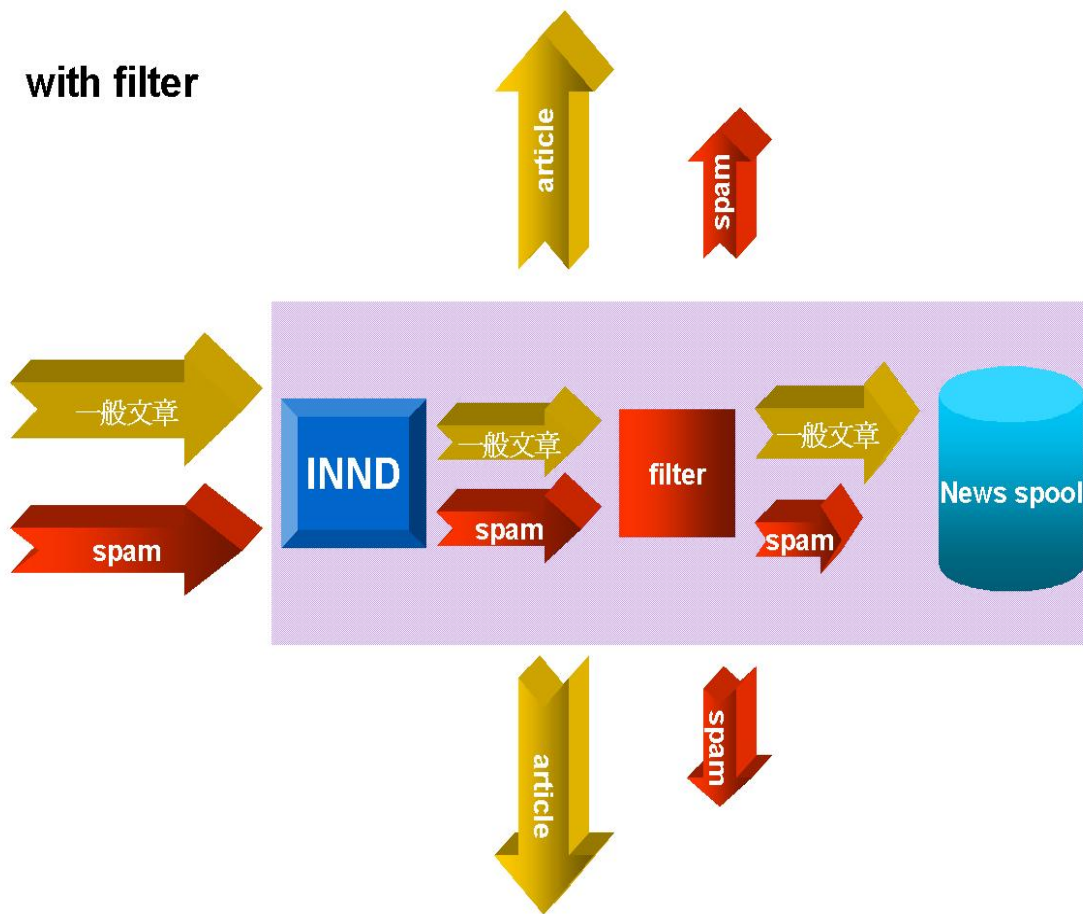 with filter
article
spam
一般文章
一般文章
一般文章
INND
filter
News spool
spam
spam
spam
article
spam